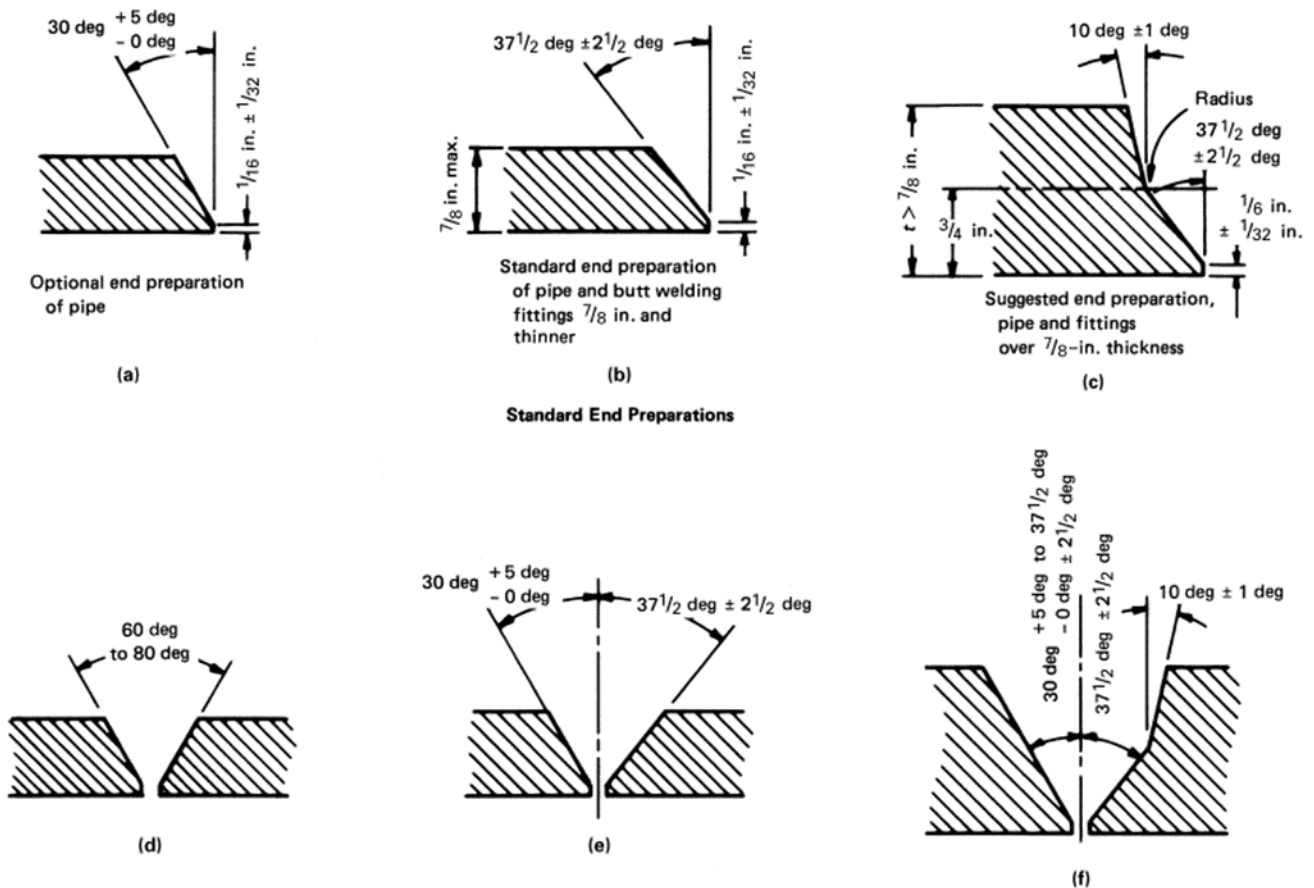 30 deg +5 deg
- 0 deg
1/16 in. ± 1/32 in.
Optional end preparation
of pipe
(a)
37 1/2 deg ±2 1/2 deg
7/8 in. max.
1/16 in. ± 1/32 in.
Standard end preparation
of pipe and butt welding
fittings 7/8 in. and
thinner
(b)
10 deg ±1 deg
Radius
37 1/2 deg
±2 1/2 deg
t > 7/8 in.
3/4 in.
1/6 in.
± 1/32 in.
Suggested end preparation,
pipe and fittings
over 7/8-in. thickness
(c)
Standard End Preparations
60 deg
to 80 deg
(d)
30 deg +5 deg
- 0 deg
37 1/2 deg ± 2 1/2 deg
(e)
30 deg +5 deg to 37 1/2 deg
- 0 deg ± 2 1/2 deg
37 1/2 deg ± 2 1/2 deg
10 deg ± 1 deg
(f)